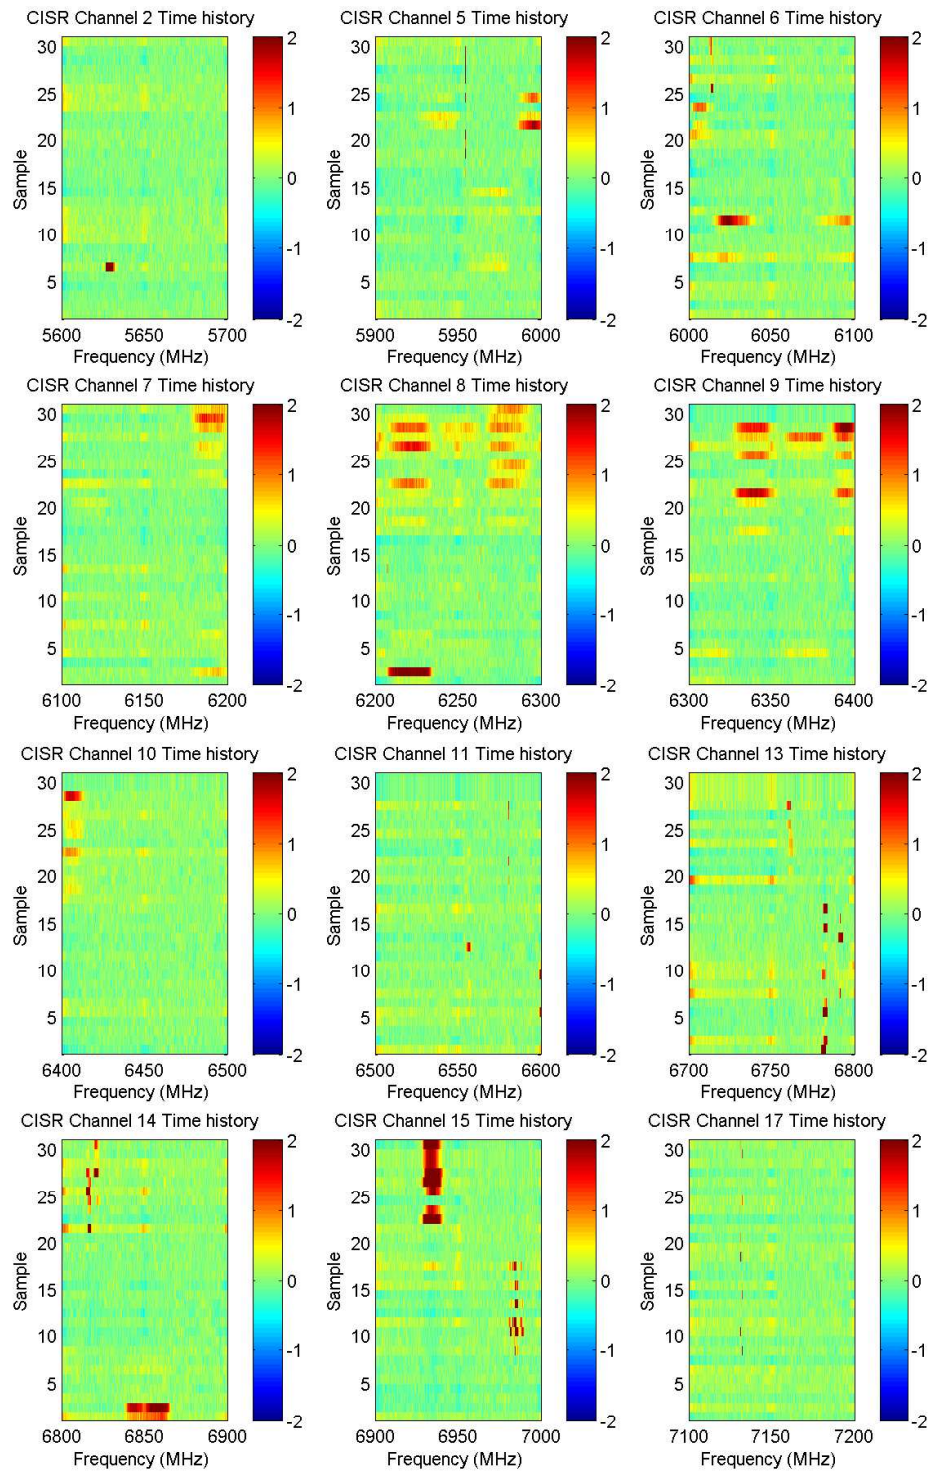 CISR Channel 2 Time history CISR Channel 5 Time history CISR Channel 6 Time history
30 2 30 2 30 2
25 1 25 1 25 1
20 20 20
Sample 0 Sample 0 Sample 0
15 15 15
10 -1 10 -1 10 -1
5 5 5
-2 -2 -2
5600 5650 5700 5900 5950 6000 6000 6050 6100
Frequency (MHz) Frequency (MHz) Frequency (MHz)
CISR Channel 7 Time history CISR Channel 8 Time history CISR Channel 9 Time history
30 2 30 2 30 2
25 1 25 1 25 1
20 20 20
Sample 0 Sample 0 Sample 0
15 15 15
10 -1 10 -1 10 -1
5 5 5
-2 -2 -2
6100 6150 6200 6200 6250 6300 6300 6350 6400
Frequency (MHz) Frequency (MHz) Frequency (MHz)
CISR Channel 10 Time history CISR Channel 11 Time history CISR Channel 13 Time history
30 2 30 2 30 2
25 1 25 1 25 1
20 20 20
Sample 0 Sample 0 Sample 0
15 15 15
10 -1 10 -1 10 -1
5 5 5
-2 -2 -2
6400 6450 6500 6500 6550 6600 6700 6750 6800
Frequency (MHz) Frequency (MHz) Frequency (MHz)
CISR Channel 14 Time history CISR Channel 15 Time history CISR Channel 17 Time history
30 2 30 2 30 2
25 1 25 1 25 1
20 20 20
Sample 0 Sample 0 Sample 0
15 15 15
10 -1 10 -1 10 -1
5 5 5
-2 -2 -2
6800 6850 6900 6900 6950 7000 7100 7150 7200
Frequency (MHz) Frequency (MHz) Frequency (MHz)